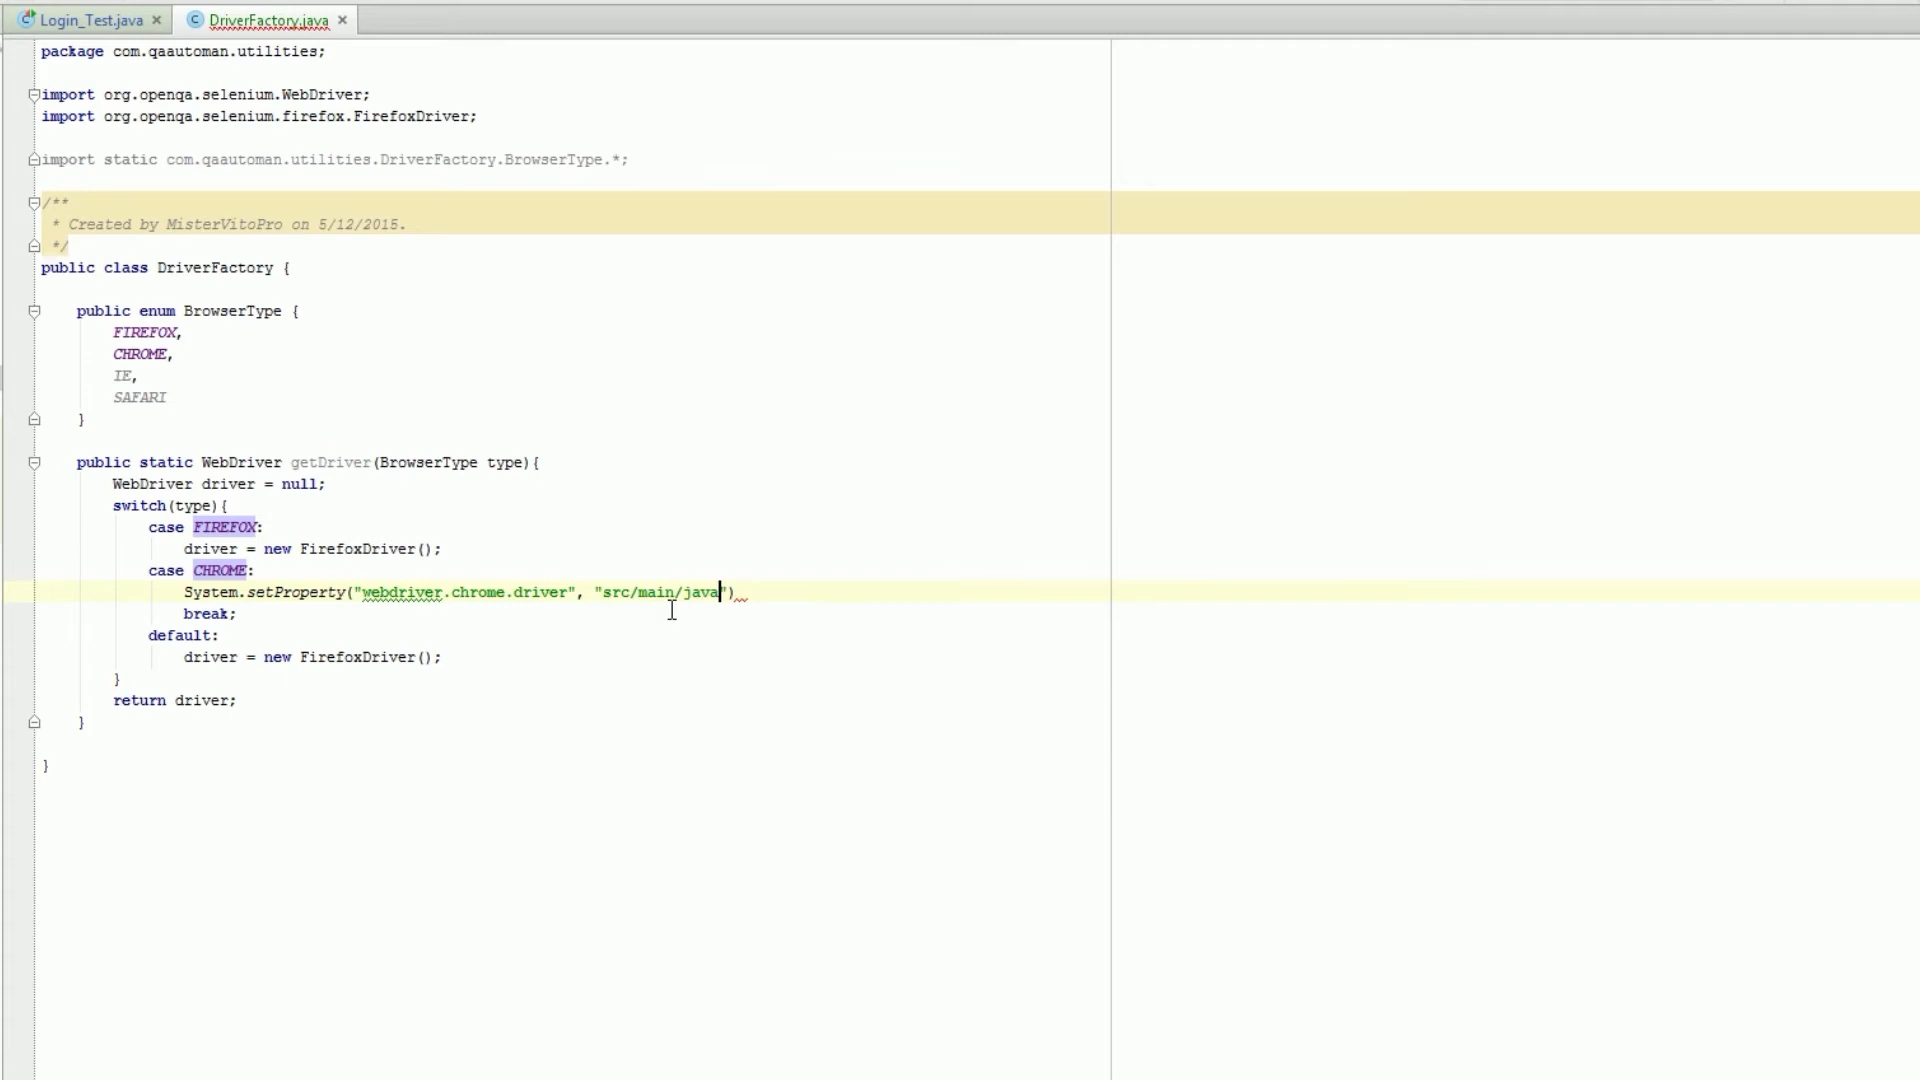 Login_Test.java DriverFactory.java
package com.qaautoman.utilities;
import org.openqa.selenium.WebDriver;
import org.openqa.selenium.firefox.FirefoxDriver;
import static com.qaautoman.utilities.DriverFactory.BrowserType.*;
/**
* Created by MisterVitoPro on 5/12/2015.
*/
public class DriverFactory {
public enum BrowserType {
FIREFOX,
CHROME,
IE,
SAFARI
}
public static WebDriver getDriver(BrowserType type){
WebDriver driver = null;
switch(type){
case FIREFOX:
driver = new FirefoxDriver();
case CHROME:
System.setProperty("webdriver.chrome.driver", "src/main/java")
break;
default:
driver = new FirefoxDriver();
}
return driver;
}
}